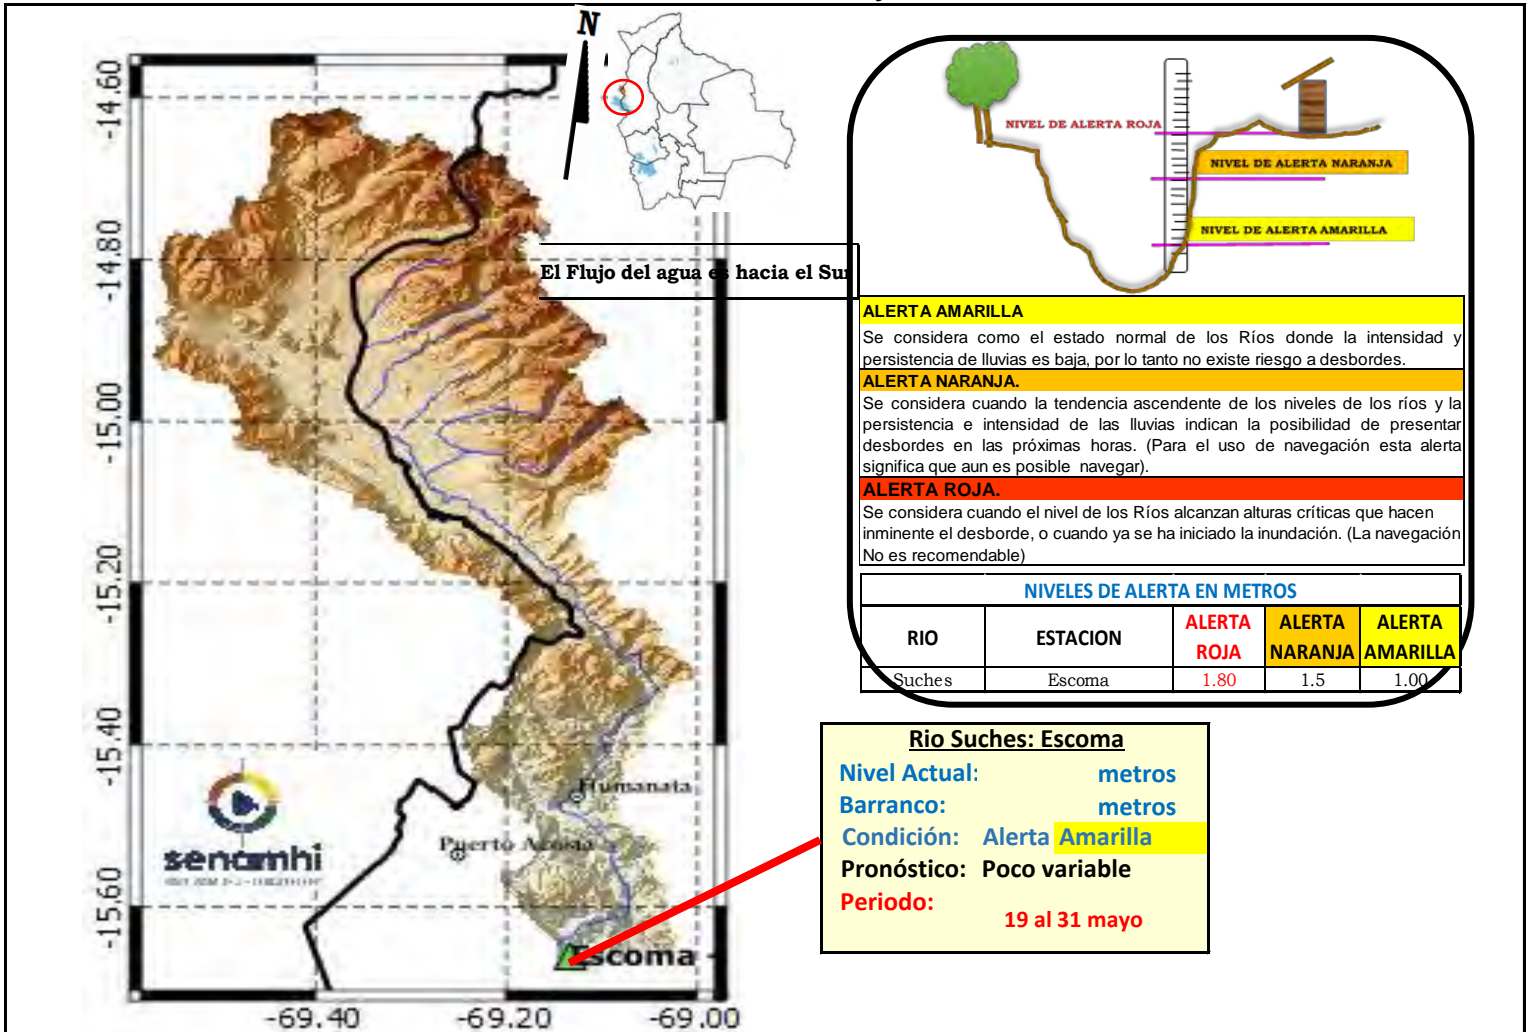 N
-14.60
-14.80
-15.00
-15.20
-15.40
-15.60
-69.40
-69.20
-69.00
El Flujo del agua es hacia el Sur
Humanata
Puerto Acosta
Escoma
senamhi
NIVEL DE ALERTA ROJA
NIVEL DE ALERTA NARANJA
NIVEL DE ALERTA AMARILLA
ALERTA AMARILLA
Se considera como el estado normal de los Ríos donde la intensidad y
persistencia de lluvias es baja, por lo tanto no existe riesgo a desbordes.
ALERTA NARANJA.
Se considera cuando la tendencia ascendente de los niveles de los ríos y la
persistencia e intensidad de las lluvias indican la posibilidad de presentar
desbordes en las próximas horas. (Para el uso de navegación esta alerta
significa que aun es posible navegar).
ALERTA ROJA.
Se considera cuando el nivel de los Ríos alcanzan alturas críticas que hacen
inminente el desborde, o cuando ya se ha iniciado la inundación. (La navegación
No es recomendable)
NIVELES DE ALERTA EN METROS
RIO ESTACION ALERTA ROJA ALERTA NARANJA ALERTA AMARILLA
Suches Escoma 1.80 1.5 1.00
Rio Suches: Escoma
Nivel Actual: metros
Barranco: metros
Condición: Alerta Amarilla
Pronóstico: Poco variable
Periodo:
19 al 31 mayo